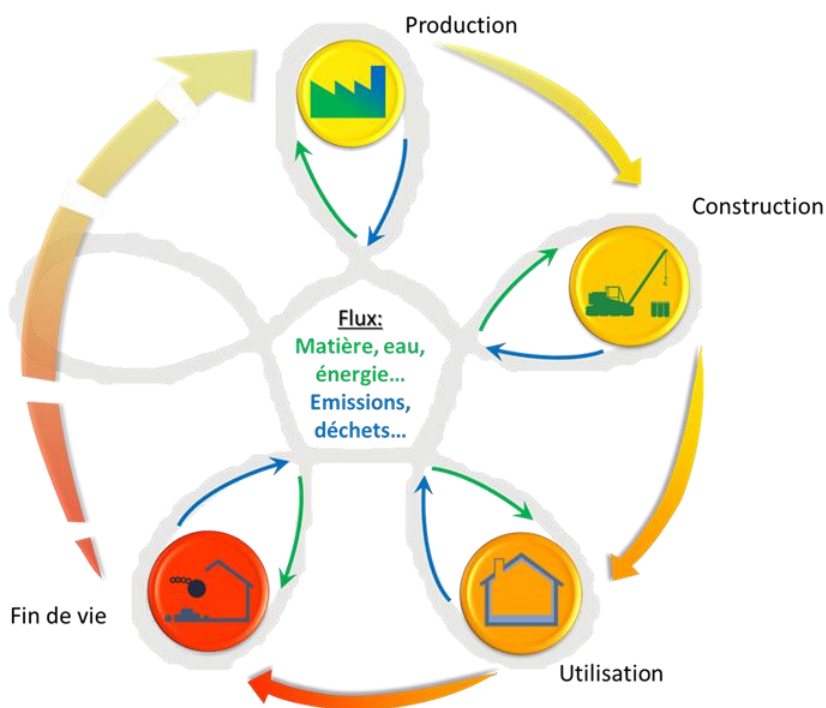 Production
Construction
Flux:
Matière, eau,
énergie...
Emissions,
déchets...
Fin de vie
Utilisation